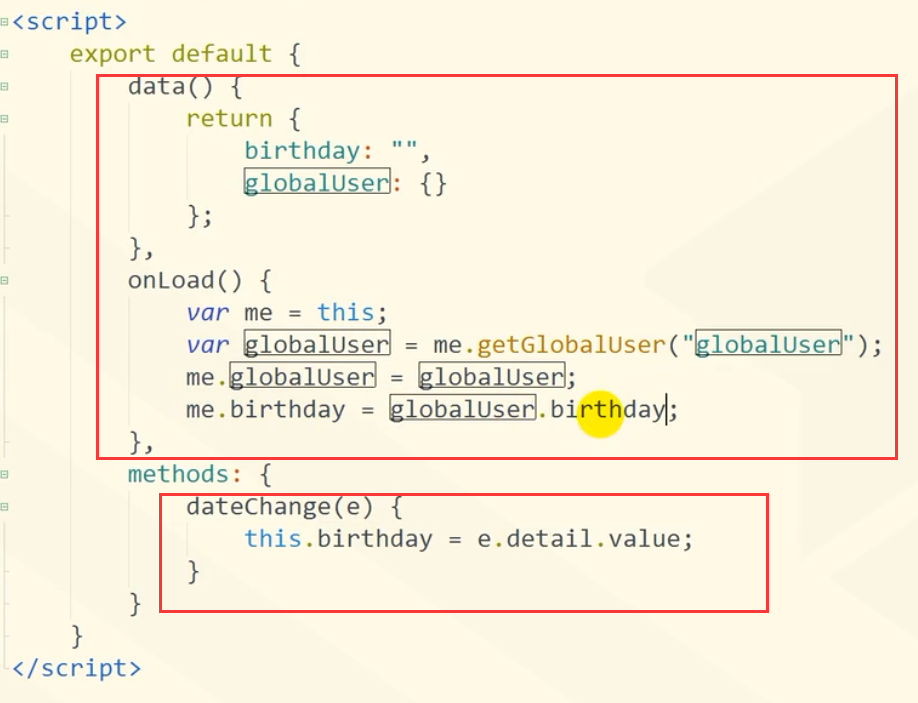 <script>
export default {
data() {
return {
birthday: "",
globalUser: {}
};
},
onLoad() {
var me = this;
var globalUser = me.getGlobalUser("globalUser");
me.globalUser = globalUser;
me.birthday = globalUser.birthday;
},
methods: {
dateChange(e) {
this.birthday = e.detail.value;
}
}
}
</script>